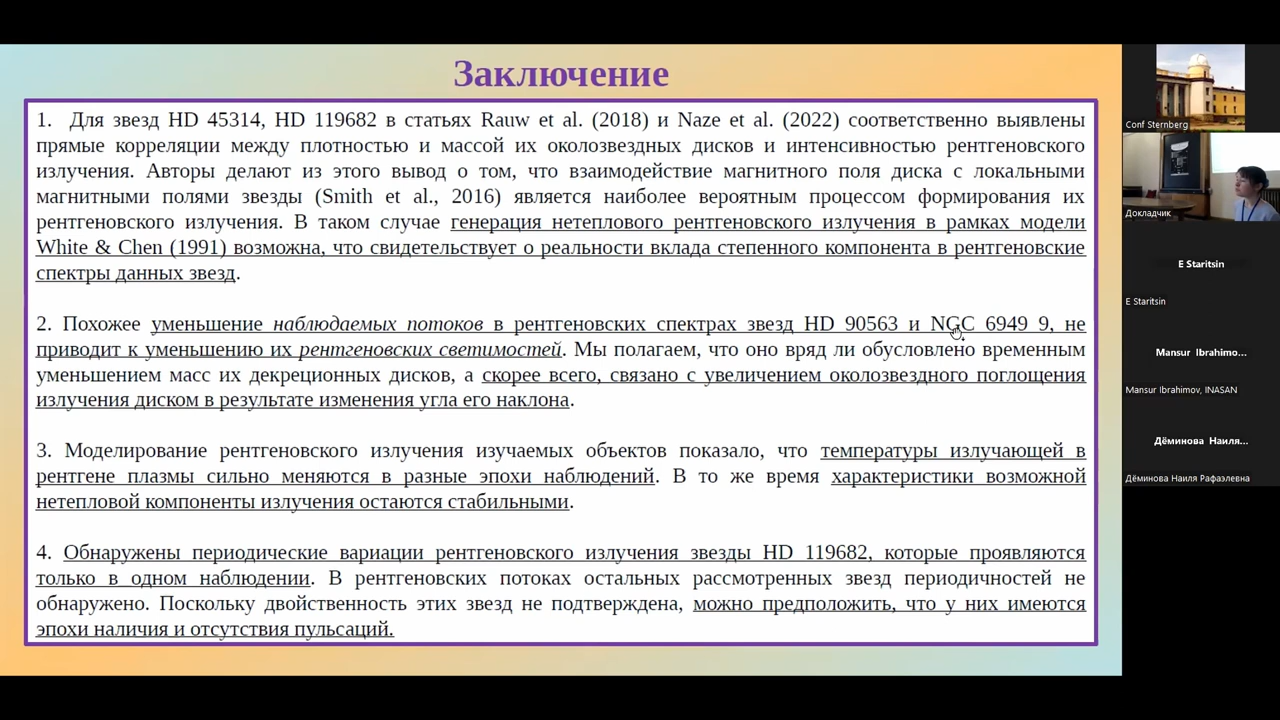 Заключение
1. Для звезд HD 45314, HD 119682 в статьях Rauw et al. (2018) и Naze et al. (2022) соответственно выявлены
прямые корреляции между плотностью и массой их околозвездных дисков и интенсивностью рентгеновского
излучения. Авторы делают из этого вывод о том, что взаимодействие магнитного поля диска с локальными
магнитными полями звезды (Smith et al., 2016) является наиболее вероятным процессом формирования их
рентгеновского излучения. В таком случае генерация нетеплового рентгеновского излучения в рамках модели
White & Chen (1991) возможна, что свидетельствует о реальности вклада степенного компонента в рентгеновские
спектры данных звезд.
2. Похожее уменьшение наблюдаемых потоков в рентгеновских спектрах звезд HD 90563 и NGC 6949 9, не
приводит к уменьшению их рентгеновских светимостей. Мы полагаем, что оно вряд ли обусловлено временным
уменьшением масс их декреционных дисков, а скорее всего, связано с увеличением околозвездного поглощения
излучения диском в результате изменения угла его наклона.
3. Моделирование рентгеновского излучения изучаемых объектов показало, что температуры излучающей в
рентгене плазмы сильно меняются в разные эпохи наблюдений. В то же время характеристики возможной
нетепловой компоненты излучения остаются стабильными.
4. Обнаружены периодические вариации рентгеновского излучения звезды HD 119682, которые проявляются
только в одном наблюдении. В рентгеновских потоках остальных рассмотренных звезд периодичностей не
обнаружено. Поскольку двойственность этих звезд не подтверждена, можно предположить, что у них имеются
эпохи наличия и отсутствия пульсаций.
Conf Sternberg
Докладчик
E Staritsin
E Staritsin
Mansur Ibrahimo...
Mansur Ibrahimov, INASAN
Дёминова Наиля...
Дёминова Наиля Рафаэлевна